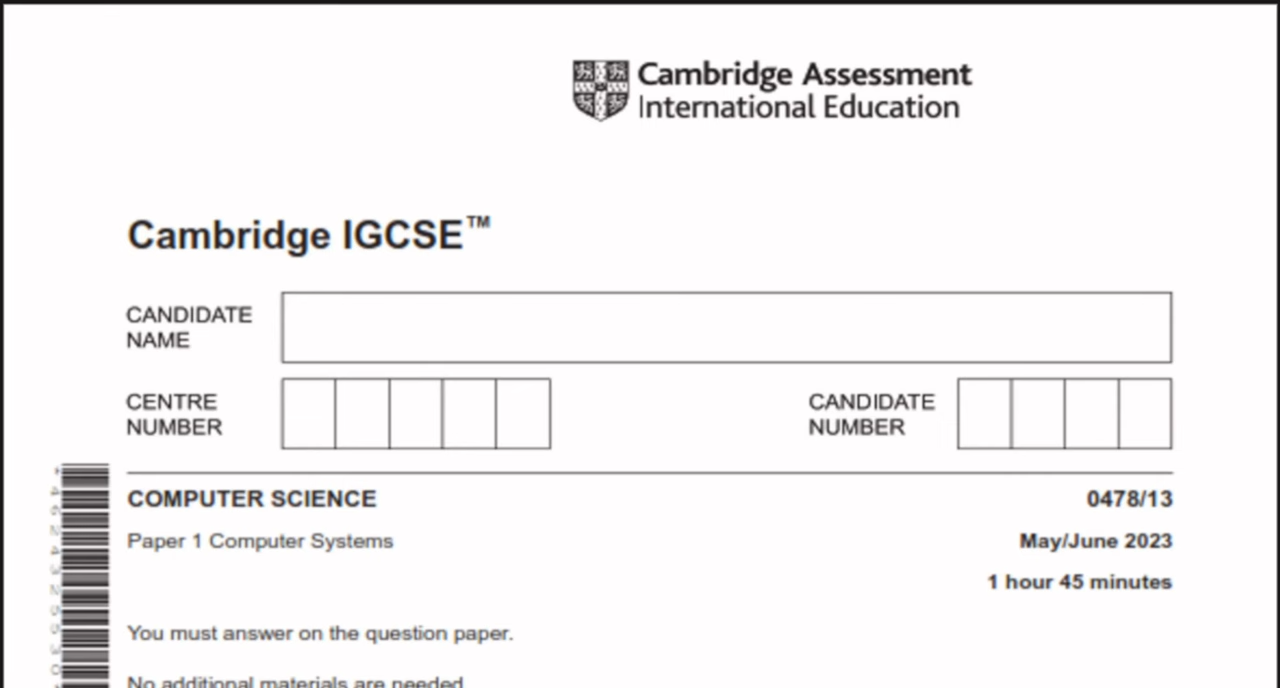 Cambridge Assessment
International Education
Cambridge IGCSE™
CANDIDATE
NAME
CENTRE
NUMBER
CANDIDATE
NUMBER
COMPUTER SCIENCE 0478/13
Paper 1 Computer Systems May/June 2023
1 hour 45 minutes
You must answer on the question paper.
No additional materials are needed